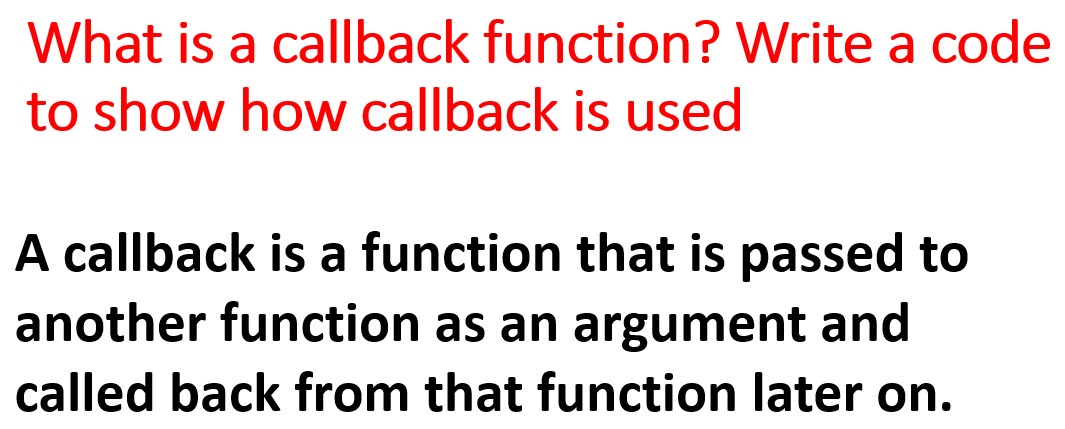 What is a callback function? Write a code
to show how callback is used
A callback is a function that is passed to
another function as an argument and
called back from that function later on.